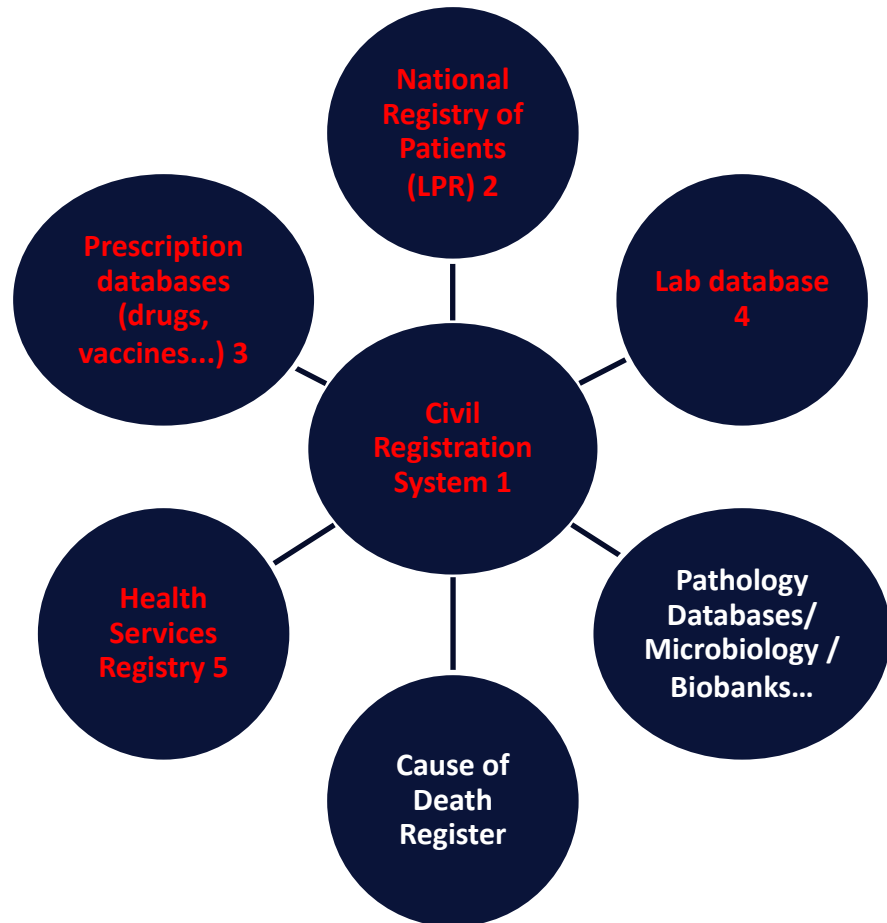 National
Registry of
Patients
(LPR) 2
Prescription
databases
(drugs,
vaccines...) 3
Lab database
4
Civil
Registration
System 1
Health
Services
Registry 5
Pathology
Databases/
Microbiology /
Biobanks…
Cause of
Death
Register